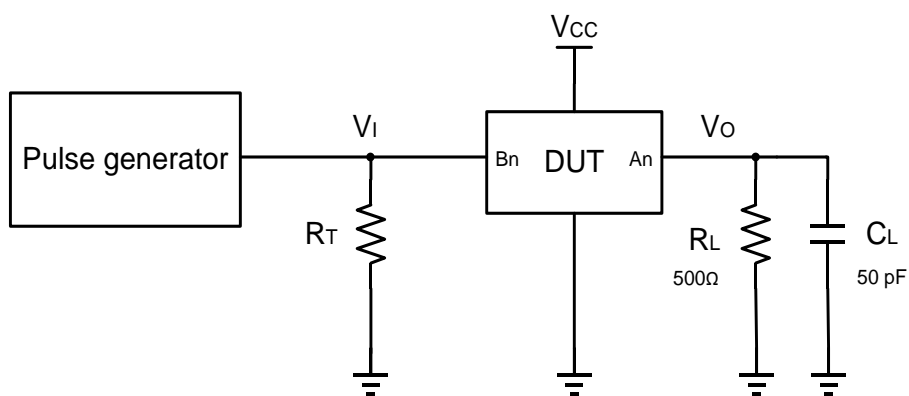 VCC
Pulse generator
VI
Bn
DUT
An
VO
RT
RL
500Ω
CL
50 pF